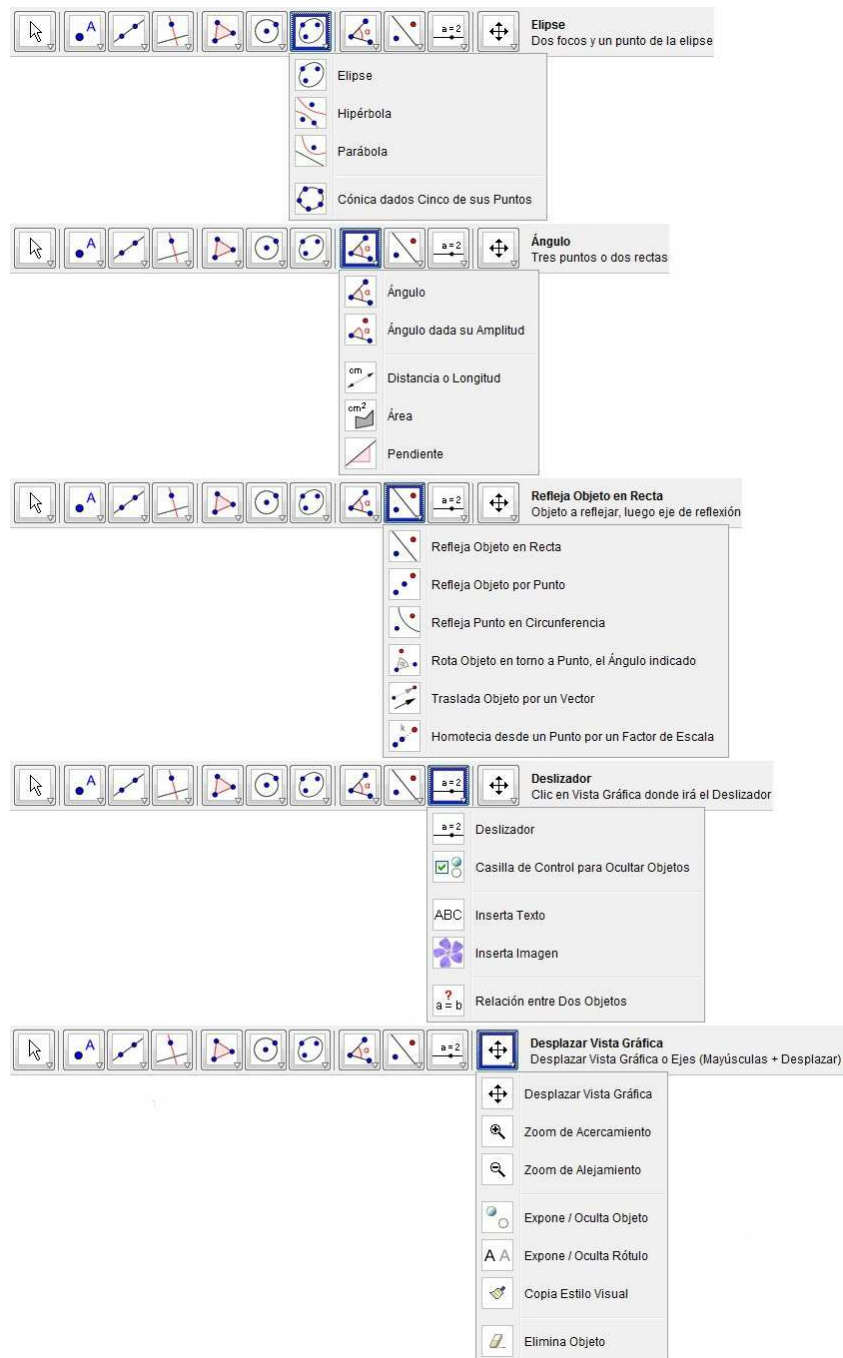 A
α
a = 2
Elipse
Dos focos y un punto de la elipse
Elipse
Hipérbola
Parábola
Cónica dados Cinco de sus Puntos
A
α
a = 2
Ángulo
Tres puntos o dos rectas
α
Ángulo
α
Ángulo dada su Amplitud
cm
Distancia o Longitud
cm²
Área
Pendiente
A
α
a = 2
Refleja Objeto en Recta
Objeto a reflejar, luego eje de reflexión
Refleja Objeto en Recta
Refleja Objeto por Punto
Refleja Punto en Circunferencia
α
Rota Objeto en torno a Punto, el Ángulo indicado
Traslada Objeto por un Vector
k
Homotecia desde un Punto por un Factor de Escala
A
α
a = 2
Deslizador
Clic en Vista Gráfica donde irá el Deslizador
a = 2
Deslizador
Casilla de Control para Ocultar Objetos
ABC
Inserta Texto
Inserta Imagen
?
a = b
Relación entre Dos Objetos
A
α
a = 2
Desplazar Vista Gráfica
Desplazar Vista Gráfica o Ejes (Mayúsculas + Desplazar)
Desplazar Vista Gráfica
Zoom de Acercamiento
Zoom de Alejamiento
Expone / Oculta Objeto
A A
Expone / Oculta Rótulo
Copia Estilo Visual
Elimina Objeto